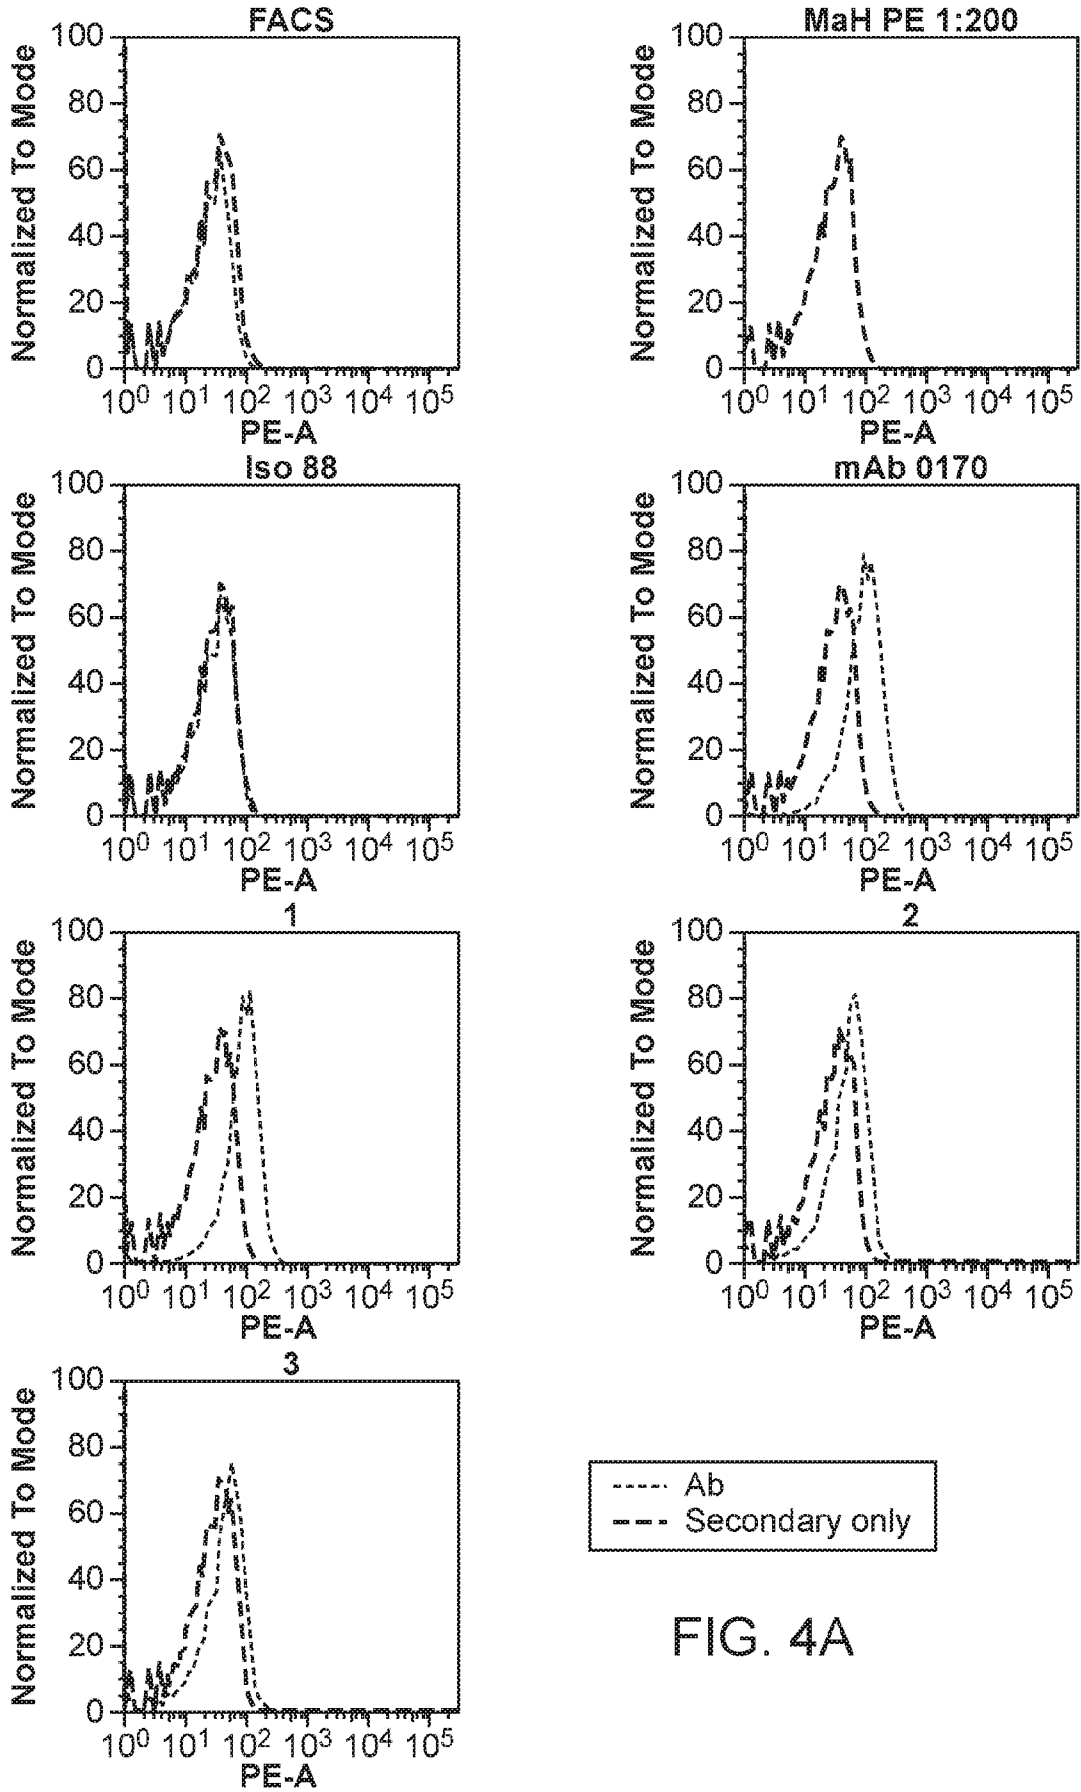 FACS
Normalized To Mode
100
80
60
40
20
0
10⁰ 10¹ 10² 10³ 10⁴ 10⁵
PE-A
MaH PE 1:200
Normalized To Mode
100
80
60
40
20
0
10⁰ 10¹ 10² 10³ 10⁴ 10⁵
PE-A
Iso 88
Normalized To Mode
100
80
60
40
20
0
10⁰ 10¹ 10² 10³ 10⁴ 10⁵
PE-A
mAb 0170
Normalized To Mode
100
80
60
40
20
0
10⁰ 10¹ 10² 10³ 10⁴ 10⁵
PE-A
1
Normalized To Mode
100
80
60
40
20
0
10⁰ 10¹ 10² 10³ 10⁴ 10⁵
PE-A
2
Normalized To Mode
100
80
60
40
20
0
10⁰ 10¹ 10² 10³ 10⁴ 10⁵
PE-A
3
Normalized To Mode
100
80
60
40
20
0
10⁰ 10¹ 10² 10³ 10⁴ 10⁵
PE-A
Ab
Secondary only
FIG. 4A